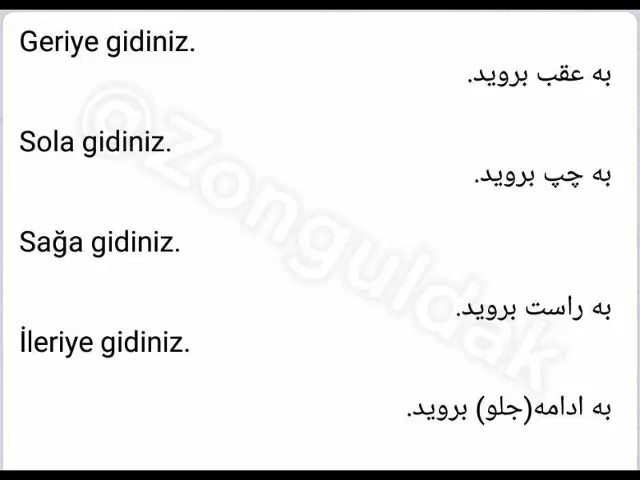 Geriye gidiniz.
به عقب بروید.
Sola gidiniz.
به چپ بروید.
Sağa gidiniz.
به راست بروید.
İleriye gidiniz.
به ادامه(جلو) بروید.
@Zonguldak